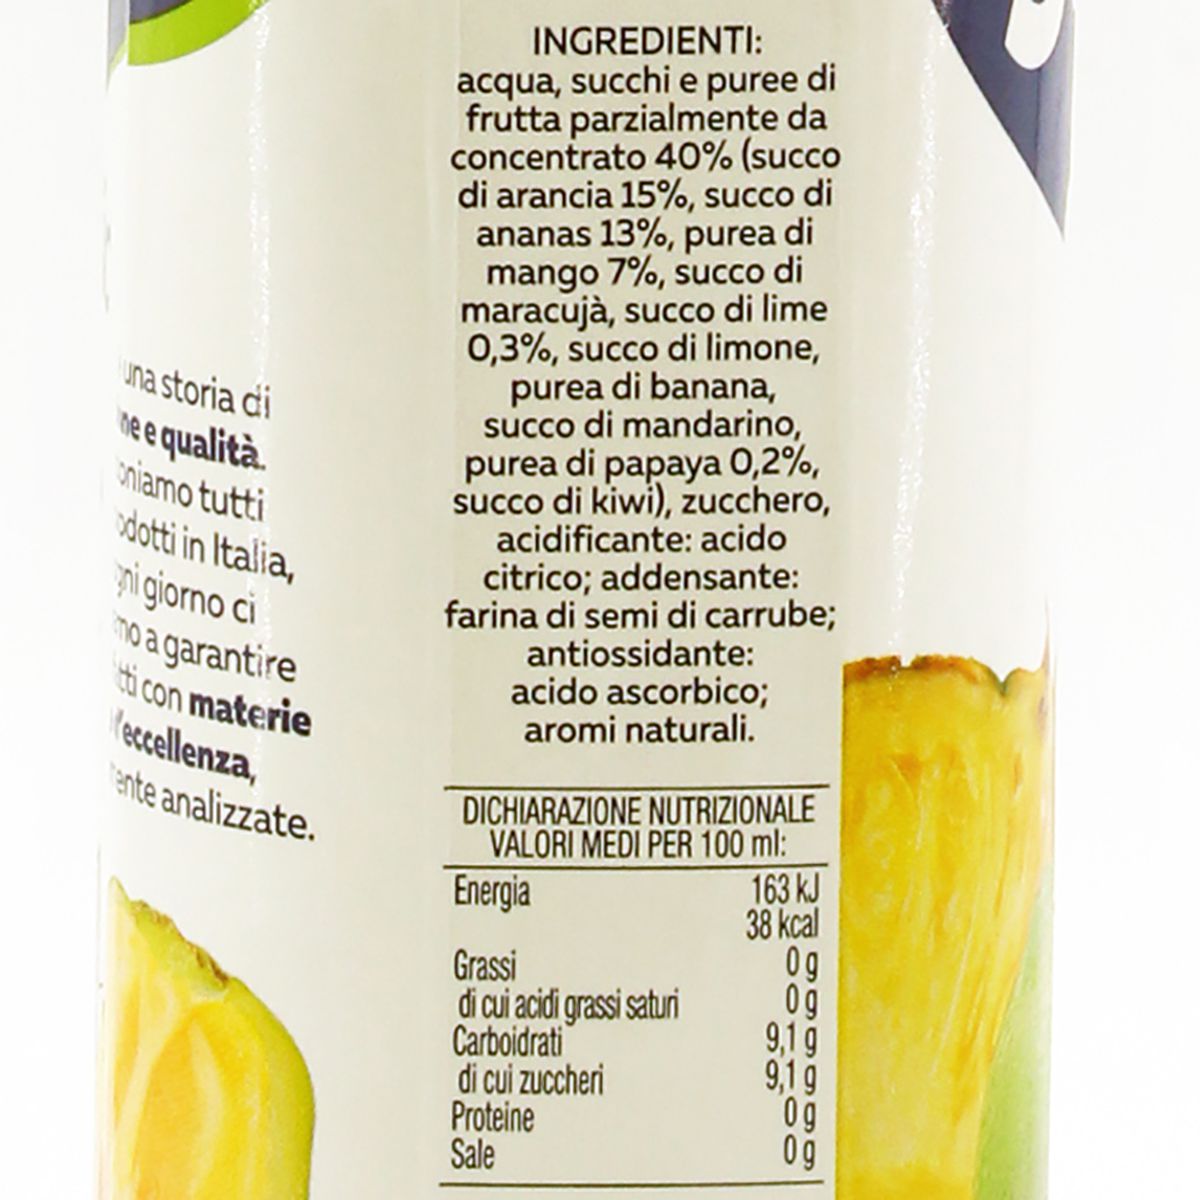 una storia di
e qualità.
tutti
in Italia,
giorno ci
a garantire
con materie
d'eccellenza,
analizzate.
INGREDIENTI:
acqua, succhi e puree di
frutta parzialmente da
concentrato 40% (succo
di arancia 15%, succo di
ananas 13%, purea di
mango 7%, succo di
maracujà, succo di lime
0,3%, succo di limone,
purea di banana,
succo di mandarino,
purea di papaya 0,2%,
succo di kiwi), zucchero,
acidificante: acido
citrico; addensante:
farina di semi di carrube;
antiossidante:
acido ascorbico;
aromi naturali.
DICHIARAZIONE NUTRIZIONALE
VALORI MEDI PER 100 ml:
Energia 163 kJ
38 kcal
Grassi 0 g
di cui acidi grassi saturi 0 g
Carboidrati 9,1 g
di cui zuccheri 9,1 g
Proteine 0 g
Sale 0 g